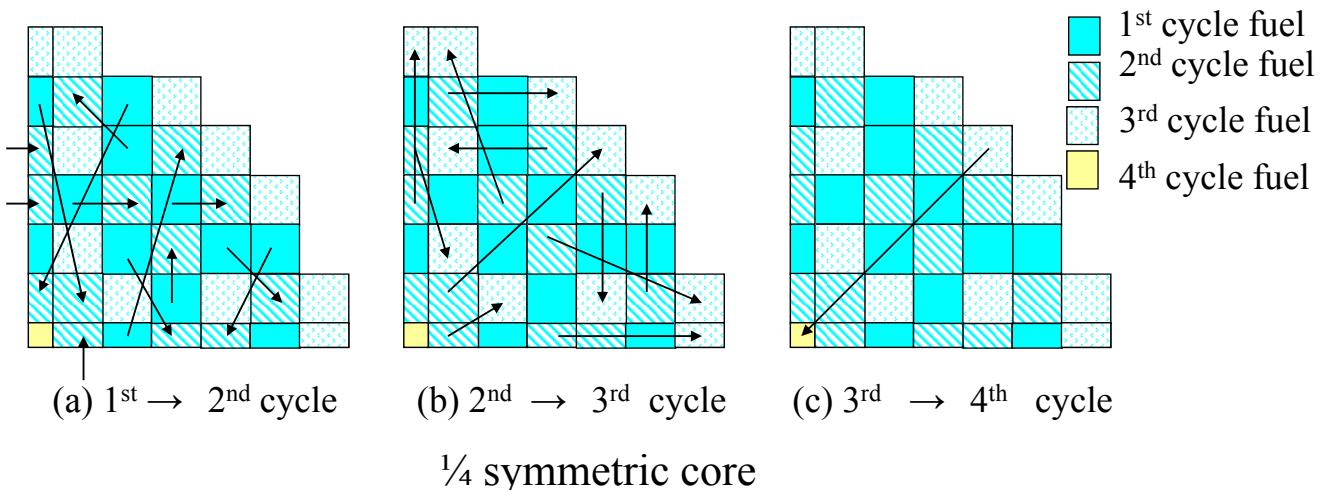 1st cycle fuel
2nd cycle fuel
3rd cycle fuel
4th cycle fuel
(a) 1st → 2nd cycle
(b) 2nd → 3rd cycle
(c) 3rd → 4th cycle
¼ symmetric core